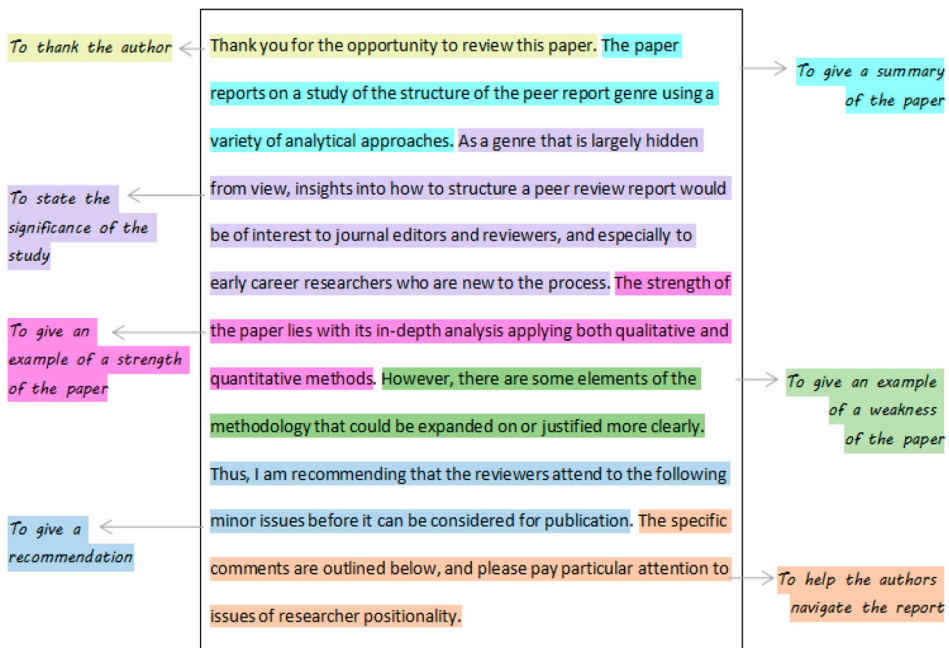 To thank the author
Thank you for the opportunity to review this paper. The paper
reports on a study of the structure of the peer report genre using a
variety of analytical approaches. As a genre that is largely hidden
from view, insights into how to structure a peer review report would
be of interest to journal editors and reviewers, and especially to
early career researchers who are new to the process. The strength of
the paper lies with its in-depth analysis applying both qualitative and
quantitative methods. However, there are some elements of the
methodology that could be expanded on or justified more clearly.
Thus, I am recommending that the reviewers attend to the following
minor issues before it can be considered for publication. The specific
comments are outlined below, and please pay particular attention to
issues of researcher positionality.
To give a summary
of the paper
To state the
significance of the
study
To give an
example of a strength
of the paper
To give an example
of a weakness
of the paper
To give a
recommendation
To help the authors
navigate the report